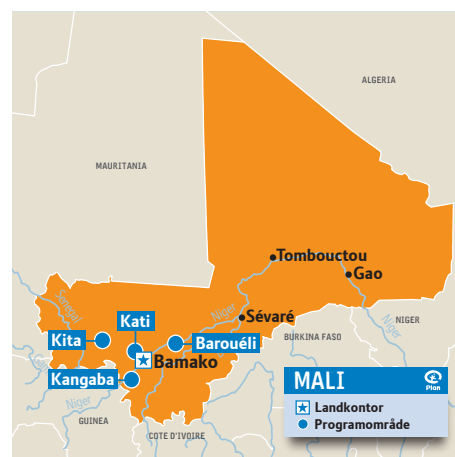 ALGERIA
MAURITANIA
Tombouctou
Gao
Senegal
Niger
Sévaré
Kati
NIGER
Niger
Kita
Barouéli
BURKINA FASO
Bamako
Kangaba
MALI
Plan
Niger
Landkontor
GUINEA
Programområde
COTE D'IVOIRE